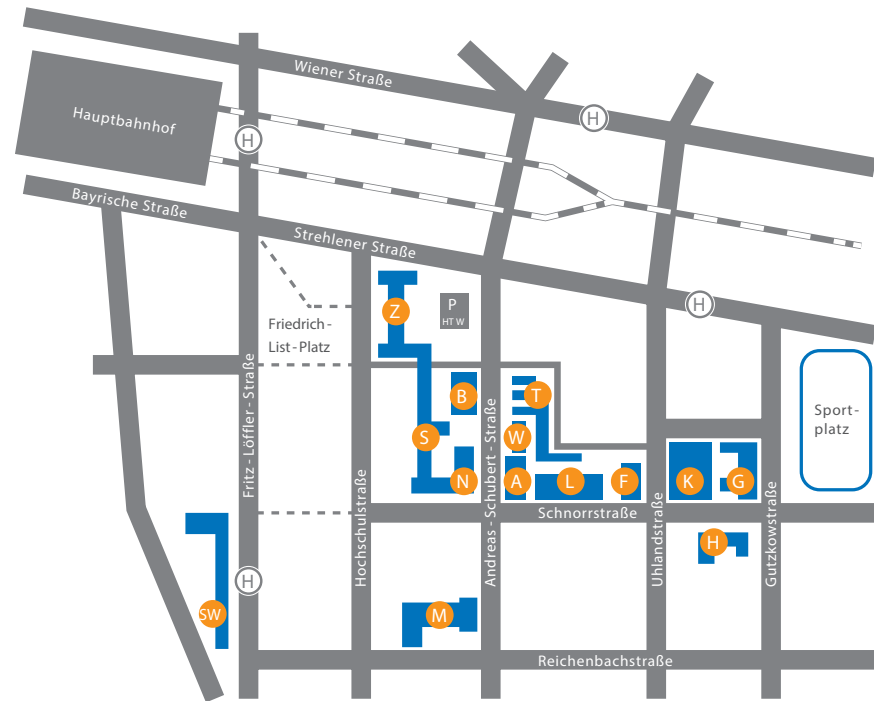 Wiener Straße
Hauptbahnhof
H
H
Bayrische Straße
Strehlener Straße
H
Z
P
HT W
Friedrich-
List-Platz
Fritz - Löffler - Straße
Hochschulstraße
Andreas - Schubert - Straße
Uhlandstraße
Gutzkowstraße
B
T
S
W
N
A
L
F
K
G
Sport-
platz
Schnorrstraße
H
H
SW
M
Reichenbachstraße